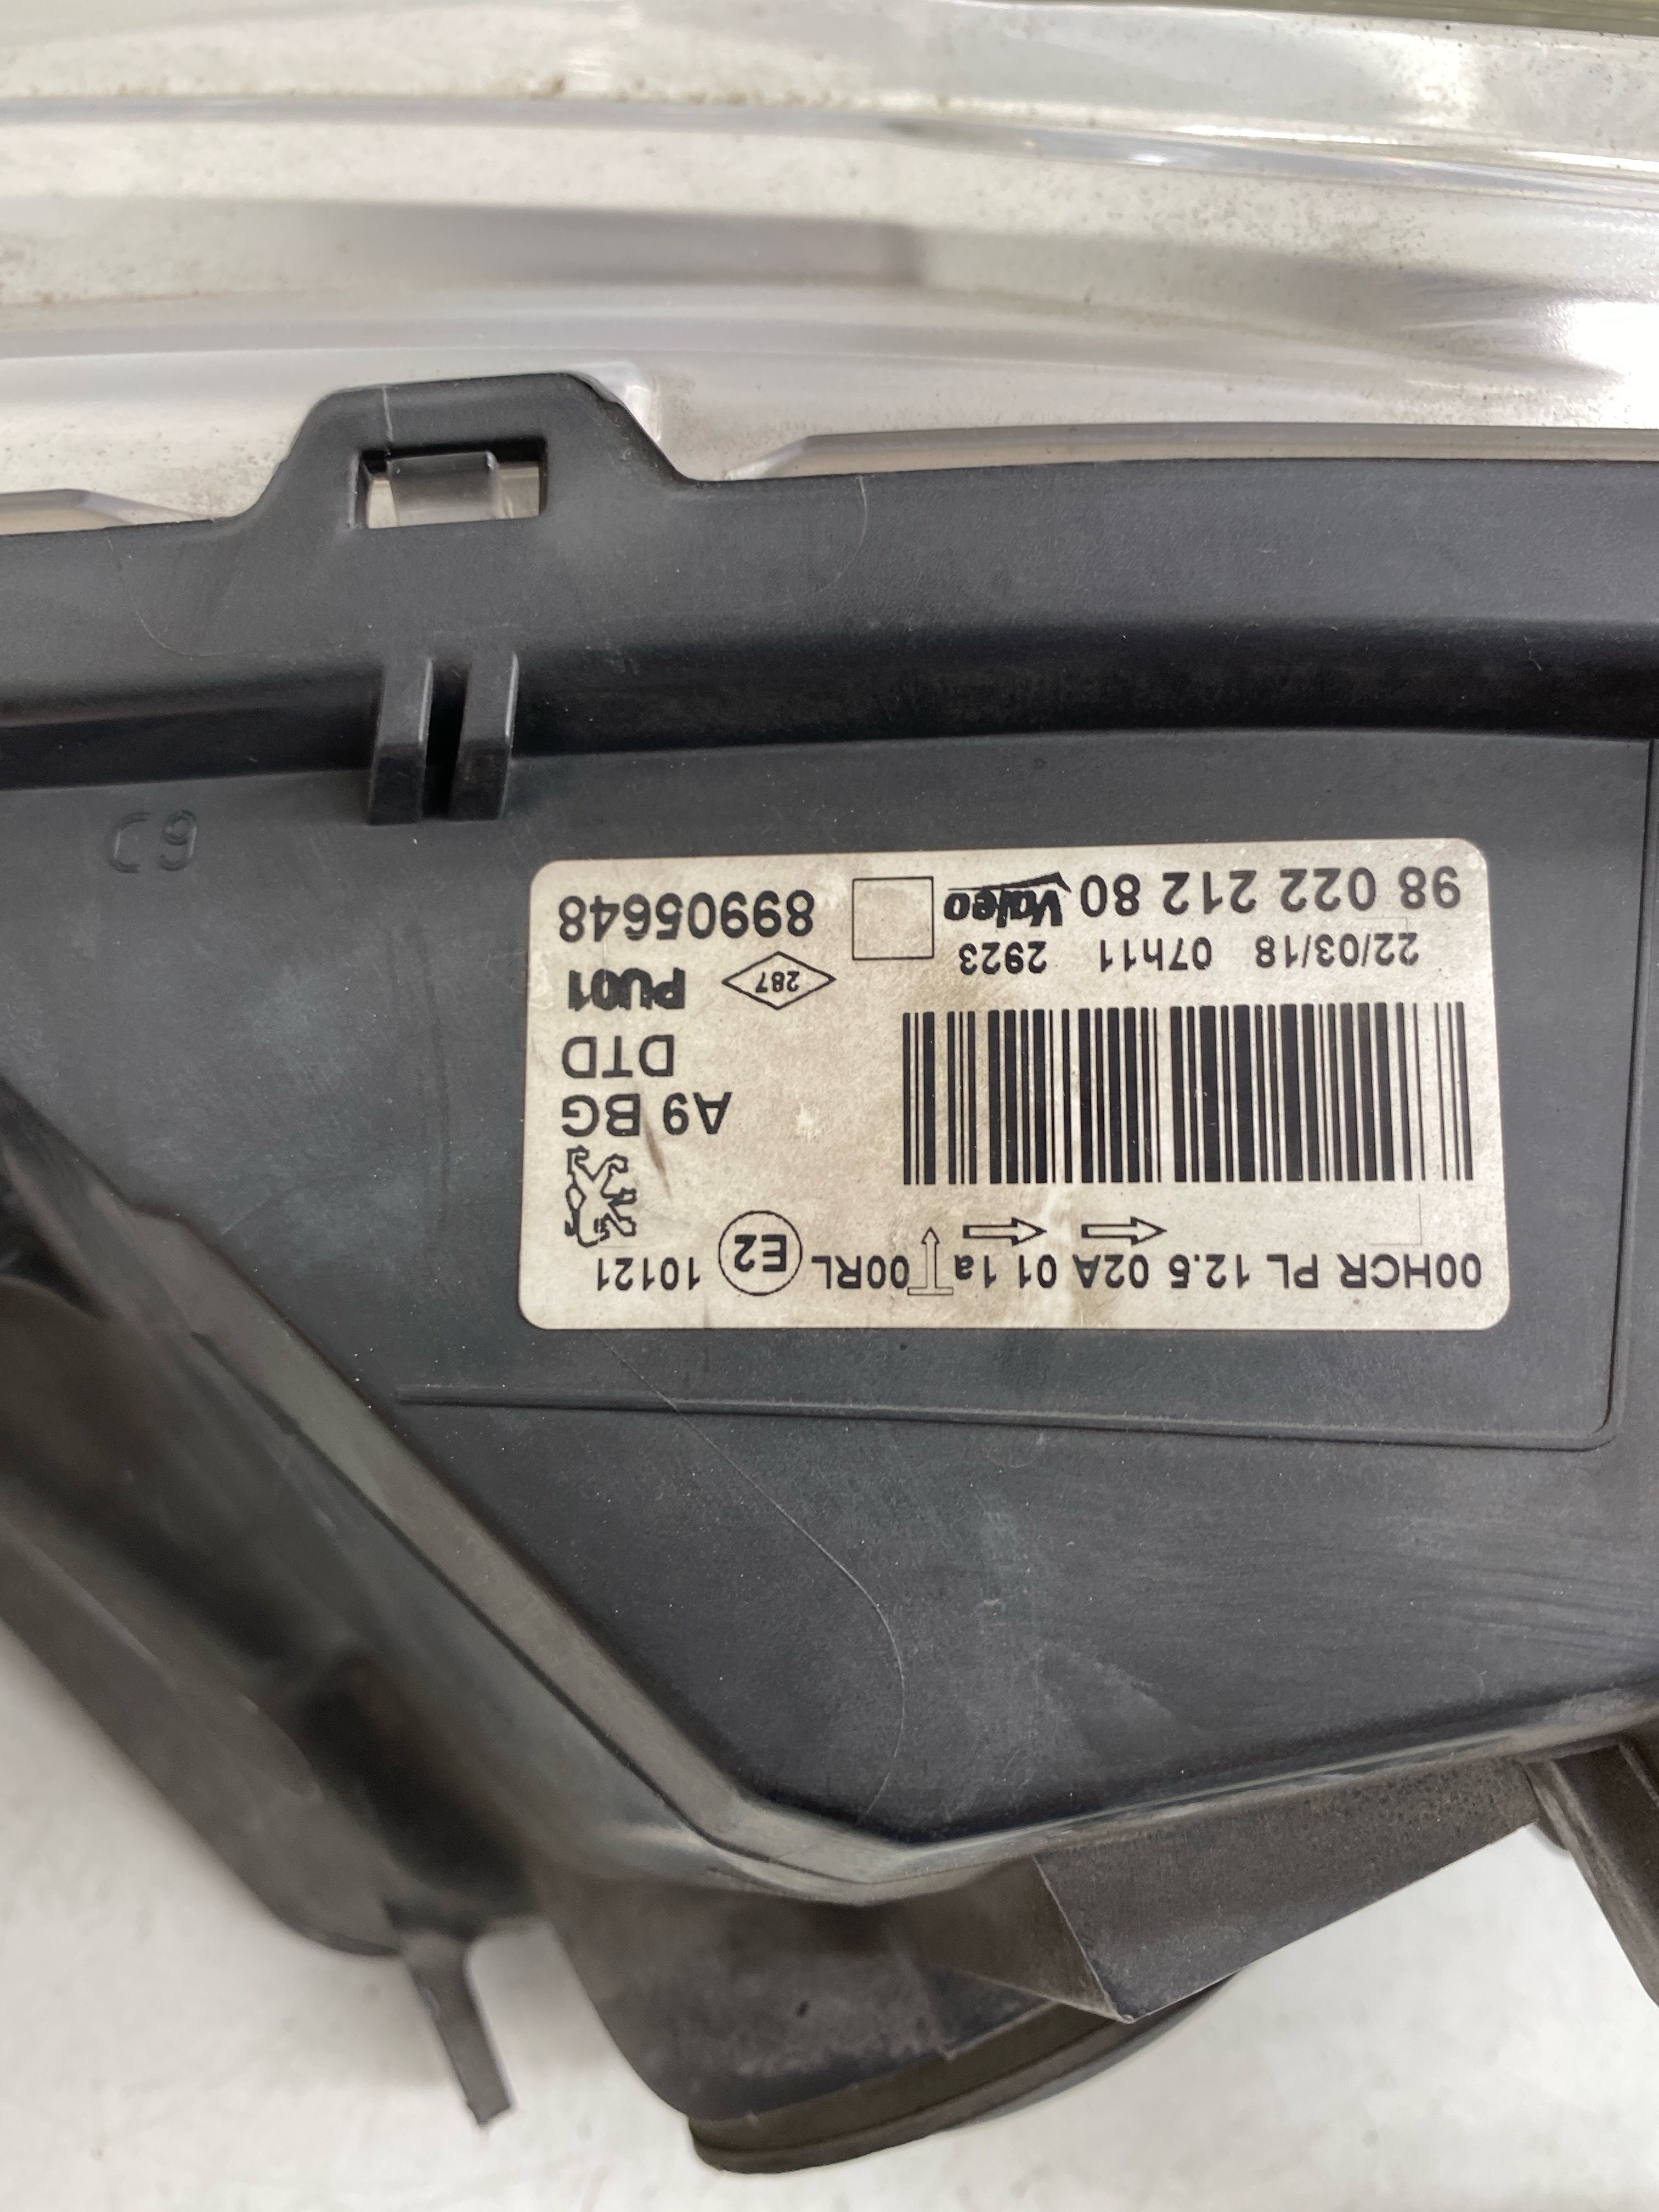 00HCR PL 12.5 02A 01 1a 00RL E2 10121
A9 BG
DTD
287 PU01
22/03/18 07h11 2923
98 022 212 80 Valeo 89905648
C9